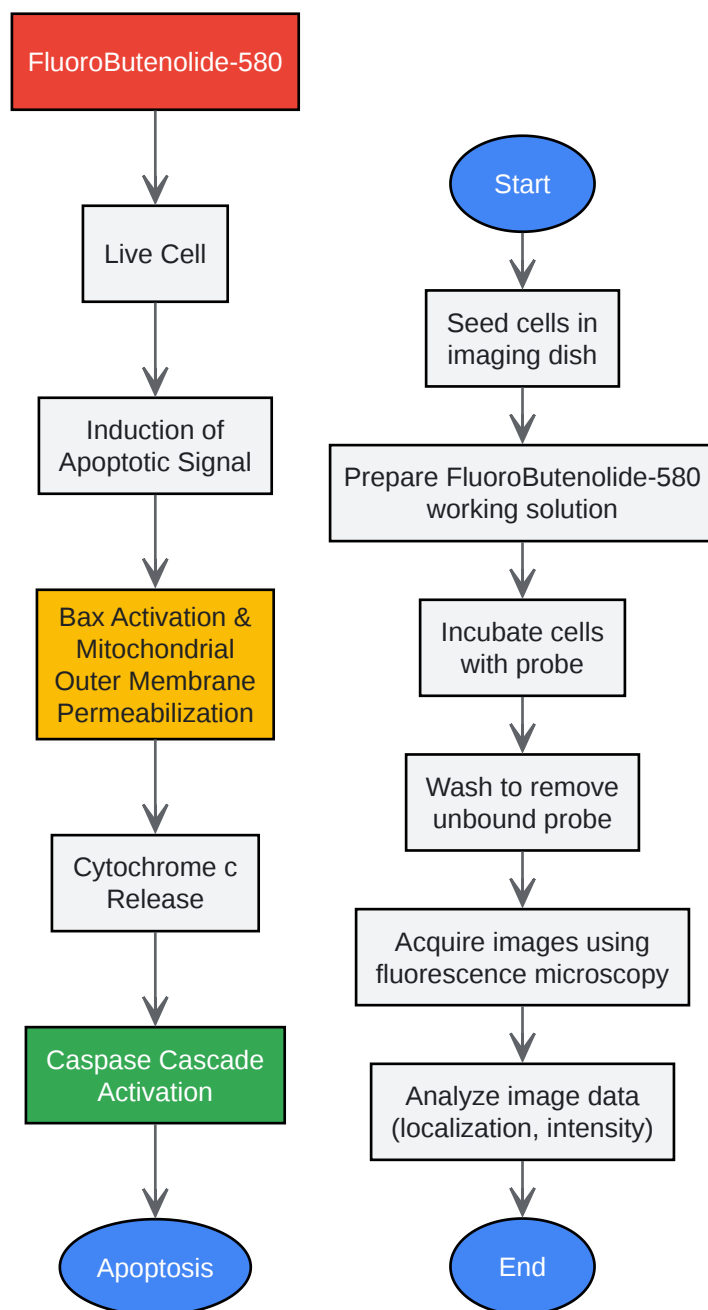 FluoroButenolide-580
Live Cell
Induction of
Apoptotic Signal
Bax Activation &
Mitochondrial
Outer Membrane
Permeabilization
Cytochrome c
Release
Caspase Cascade
Activation
Apoptosis
Start
Seed cells in
imaging dish
Prepare FluoroButenolide-580
working solution
Incubate cells
with probe
Wash to remove
unbound probe
Acquire images using
fluorescence microscopy
Analyze image data
(localization, intensity)
End